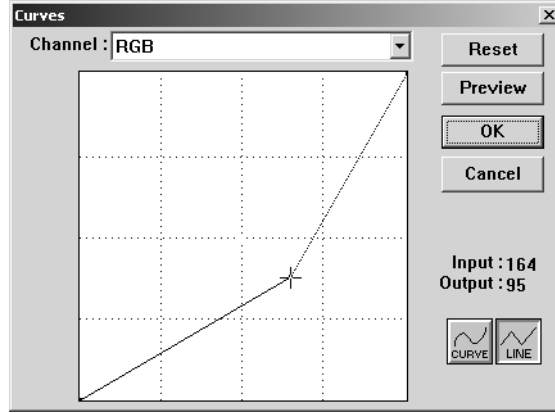 Curves
Channel : RGB
Reset
Preview
OK
Cancel
Input : 164
Output : 95
CURVE
LINE